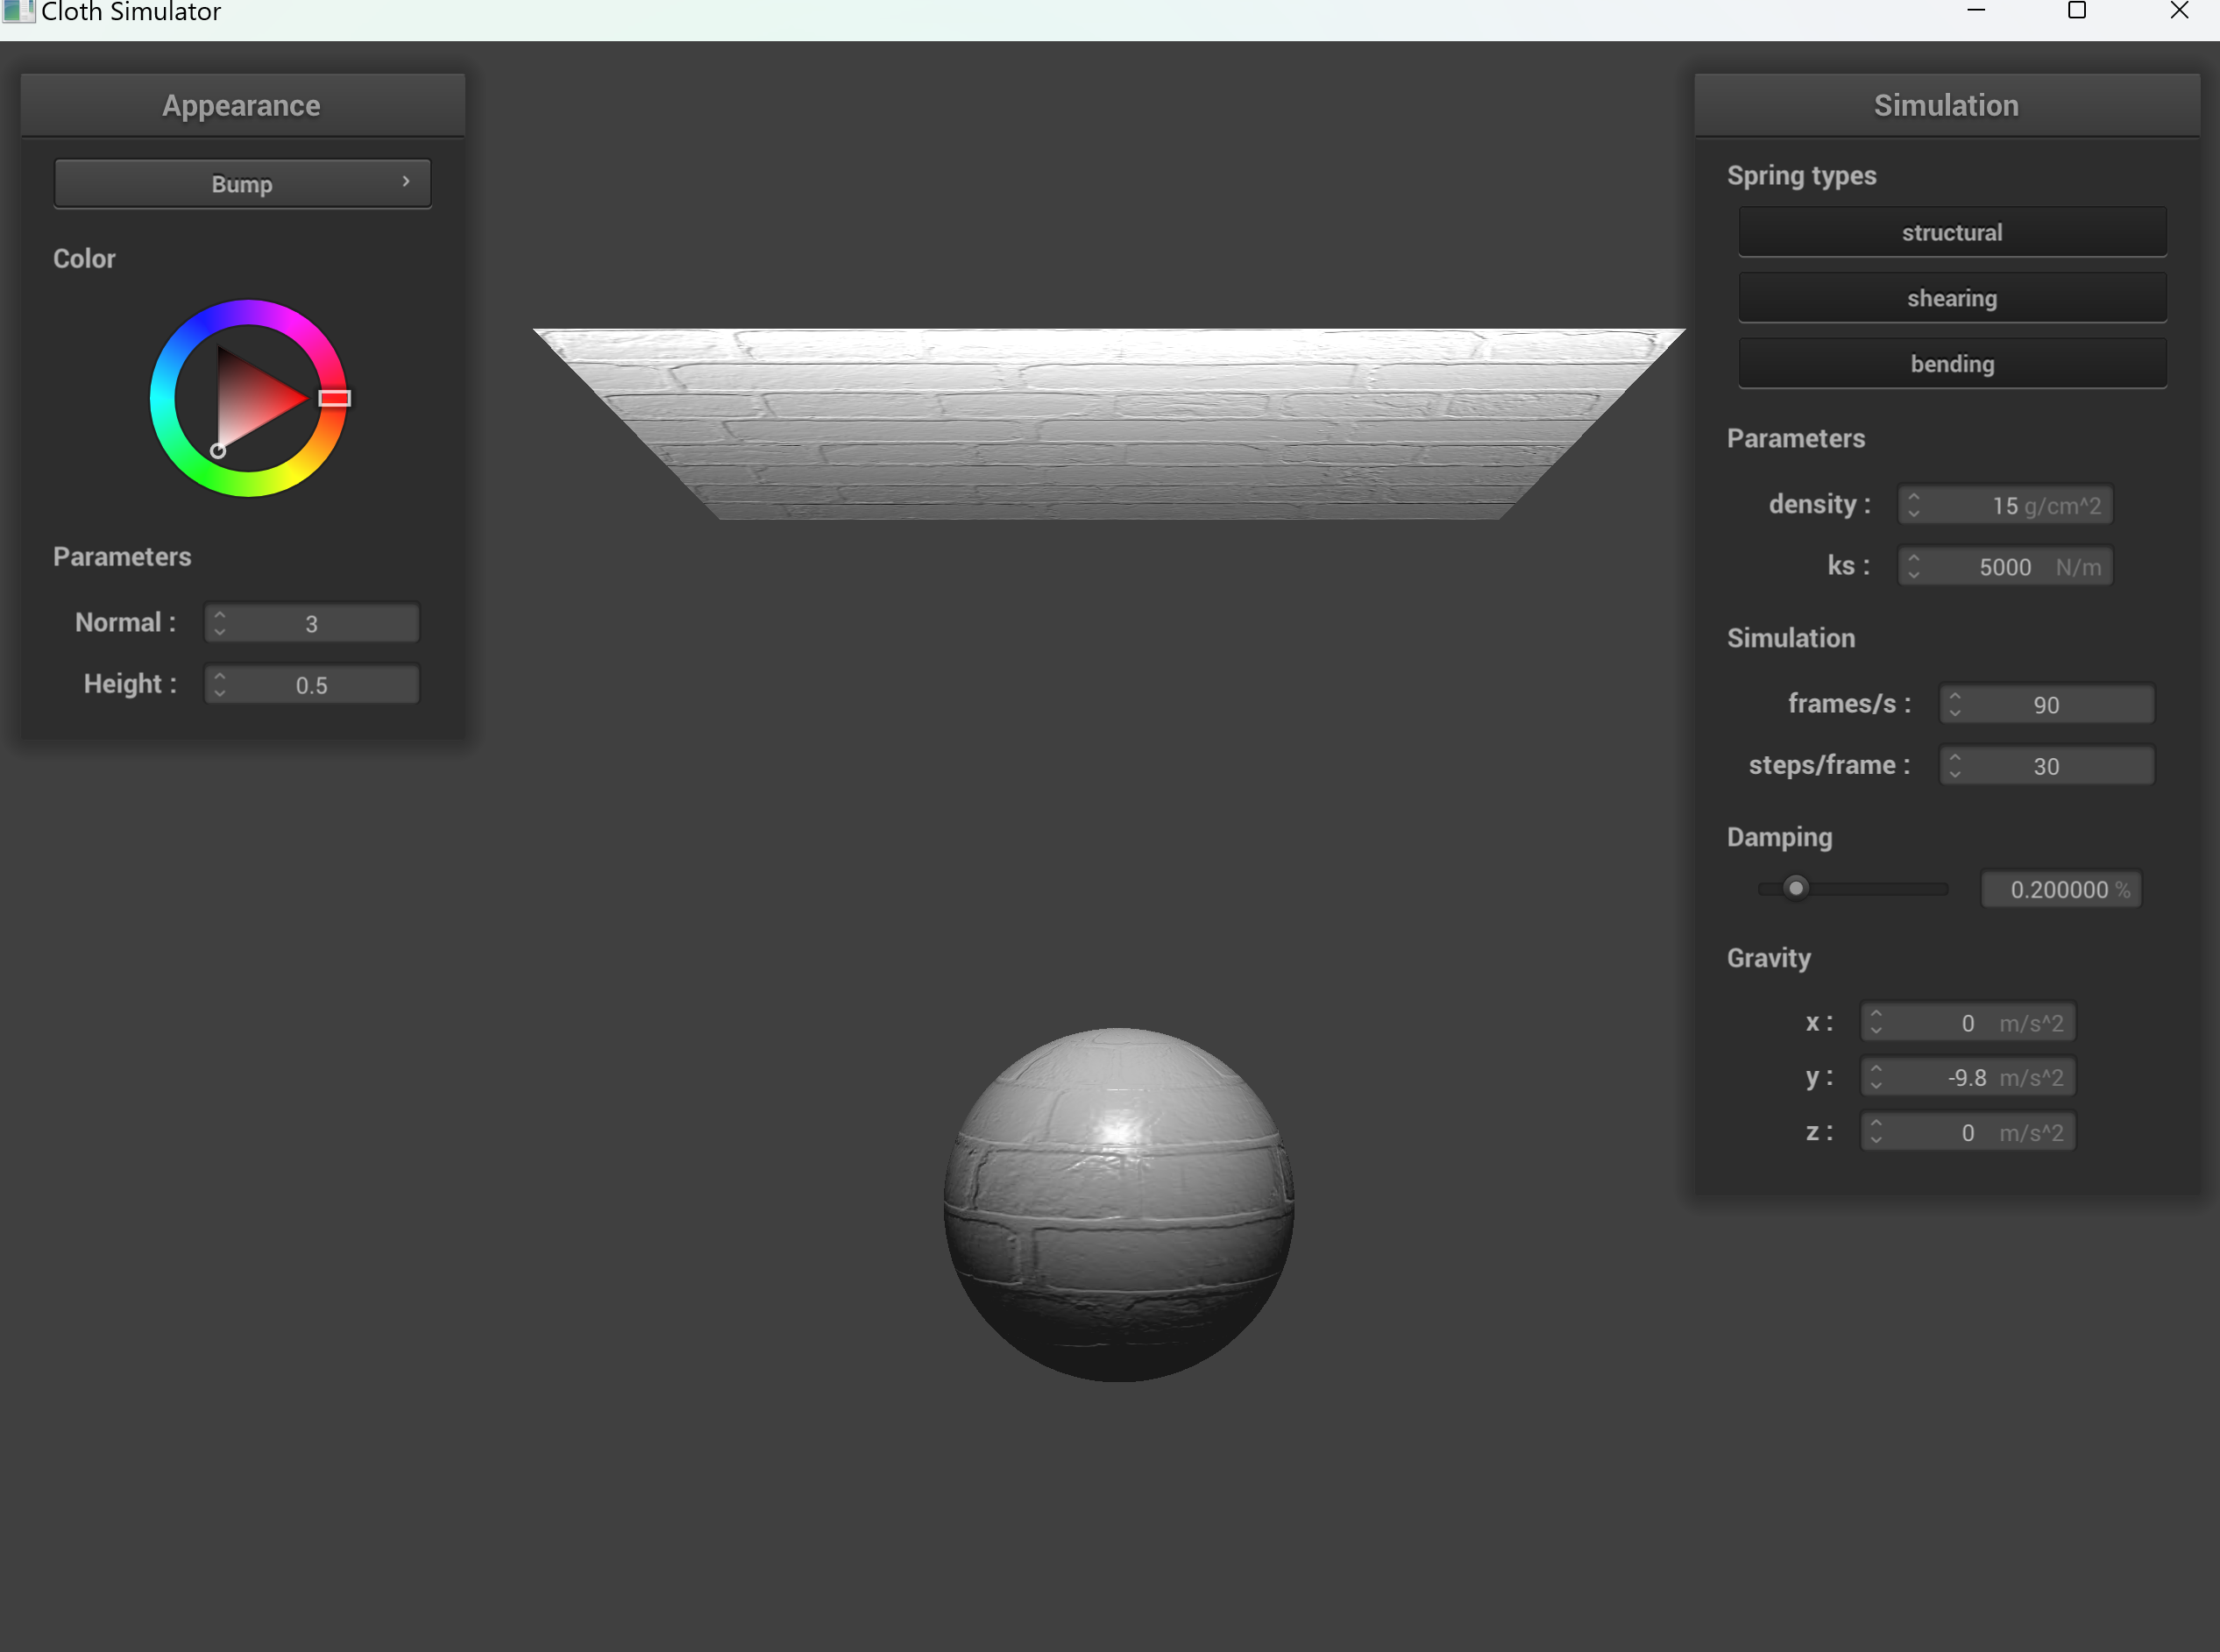 Cloth Simulator
Appearance
Bump
Color
Parameters
Normal : 3
Height : 0.5
Simulation
Spring types
structural
shearing
bending
Parameters
density : 15 g/cm^2
ks : 5000 N/m
Simulation
frames/s : 90
steps/frame : 30
Damping
0.200000 %
Gravity
x : 0 m/s^2
y : -9.8 m/s^2
z : 0 m/s^2